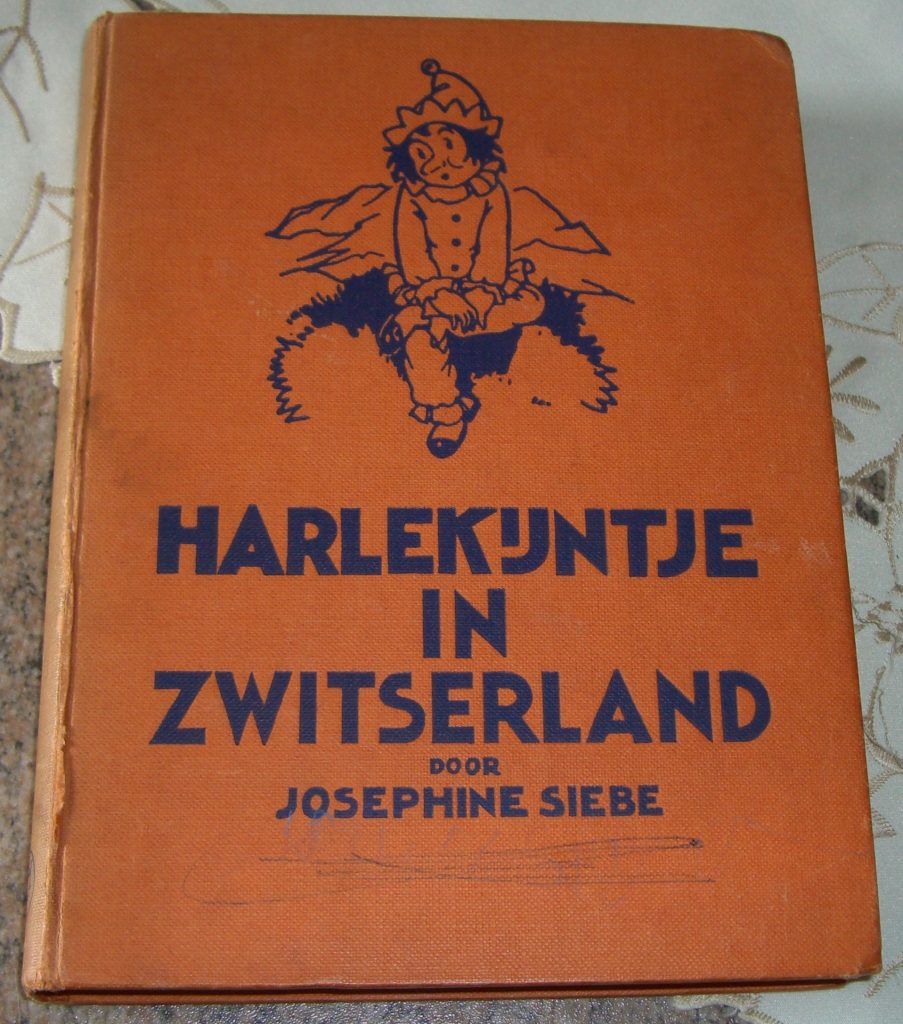 HARLEKIJNTJE
IN
ZWITSERLAND
DOOR
JOSEPHINE SIEBE